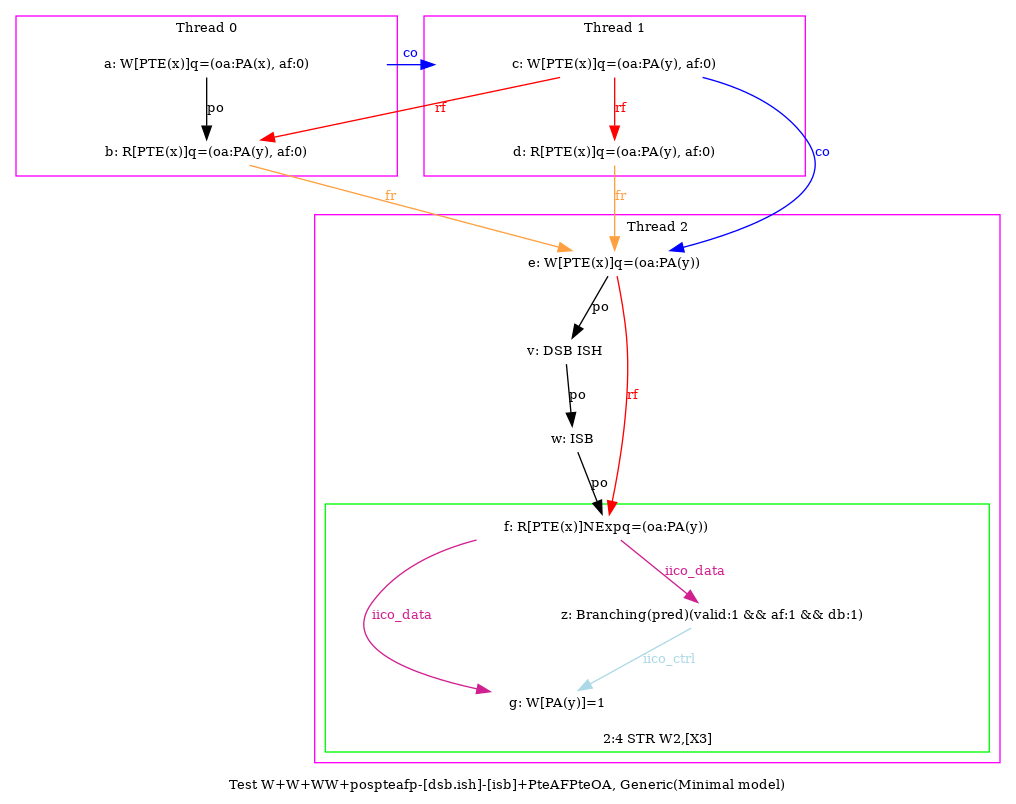 Thread 0
Thread 1
a: W[PTE(x)]q=(oa:PA(x), af:0)
co
c: W[PTE(x)]q=(oa:PA(y), af:0)
po
rf
rf
b: R[PTE(x)]q=(oa:PA(y), af:0)
d: R[PTE(x)]q=(oa:PA(y), af:0)
co
fr
fr
Thread 2
e: W[PTE(x)]q=(oa:PA(y))
po
v: DSB ISH
po
rf
w: ISB
po
f: R[PTE(x)]NExpq=(oa:PA(y))
iico_data
iico_data
z: Branching(pred)(valid:1 && af:1 && db:1)
iico_ctrl
g: W[PA(y)]=1
2:4 STR W2,[X3]
Test W+W+WW+pospteafp-[dsb.ish]-[isb]+PteAFPteOA, Generic(Minimal model)